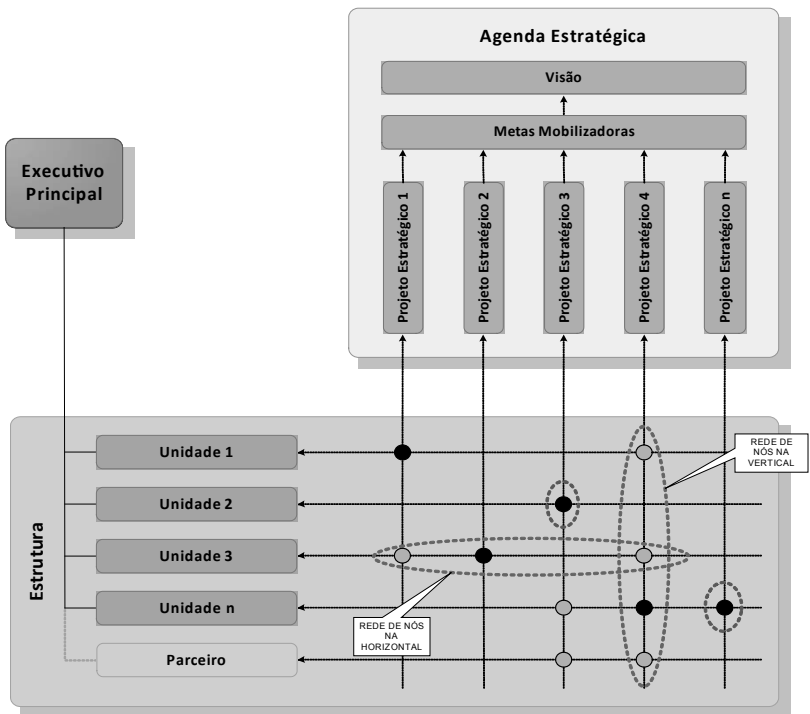 Agenda Estratégica
Visão
Metas Mobilizadoras
Executivo
Principal
Projeto Estratégico 1
Projeto Estratégico 2
Projeto Estratégico 3
Projeto Estratégico 4
Projeto Estratégico n
Estrutura
Unidade 1
Unidade 2
Unidade 3
Unidade n
Parceiro
REDE DE
NÓS NA
VERTICAL
REDE DE NÓS
NA
HORIZONTAL